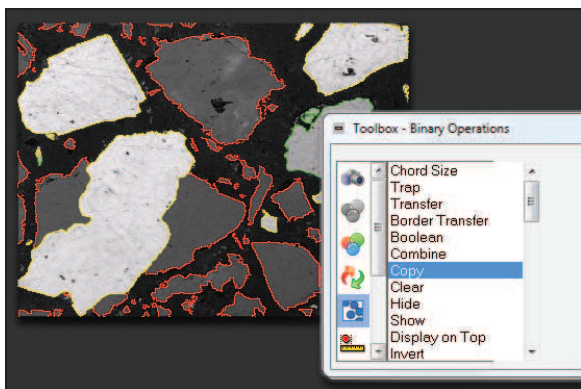 Toolbox - Binary Operations
Chord Size
Trap
Transfer
Border Transfer
Boolean
Combine
Copy
Clear
Hide
Show
Display on Top
Invert